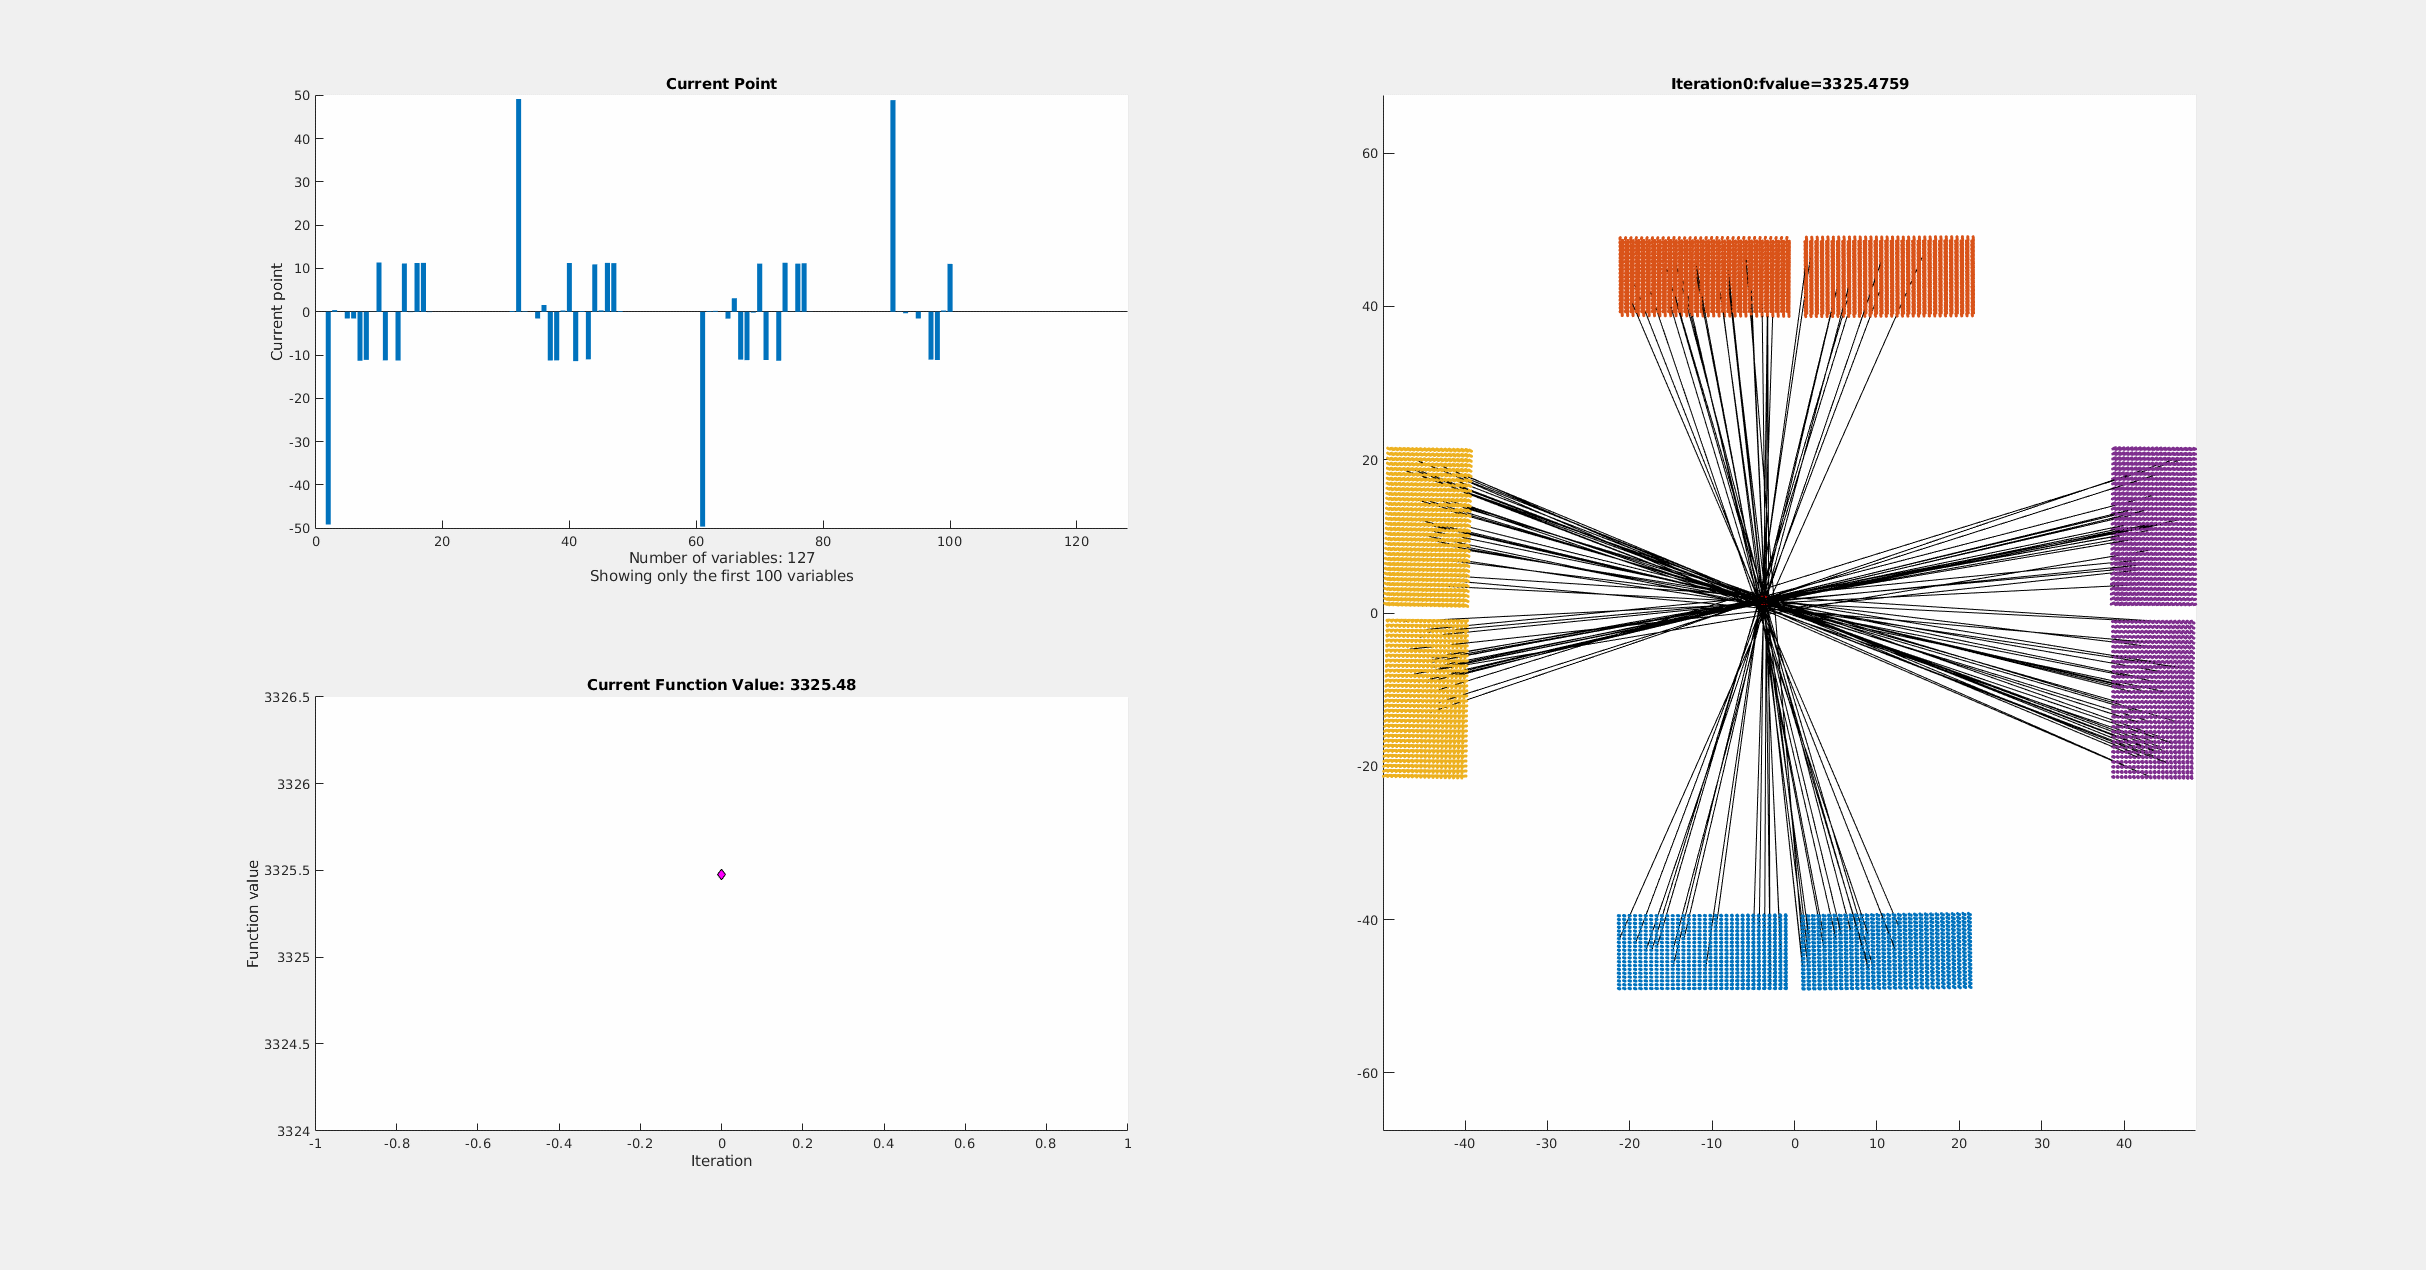 Current Point
50
40
30
20
10
0
-10
-20
-30
-40
-50
Current point
0 20 40 60 80 100 120
Number of variables: 127
Showing only the first 100 variables
Current Function Value: 3325.48
3326.5
3326
3325.5
3325
3324.5
3324
Function value
-1 -0.8 -0.6 -0.4 -0.2 0 0.2 0.4 0.6 0.8 1
Iteration
Iteration0:fvalue=3325.4759
60
40
20
0
-20
-40
-60
-40 -30 -20 -10 0 10 20 30 40